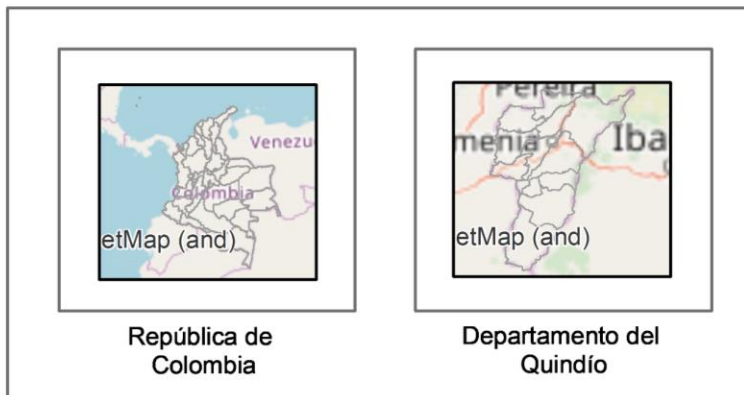 Venezu
Colombia
etMap (and)
Pereira
menia
Iba
etMap (and)
República de
Colombia
Departamento del
Quindío